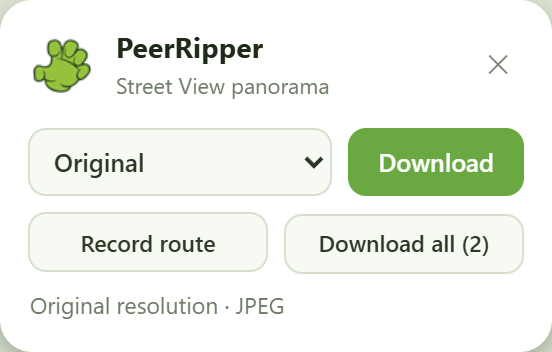 PeerRipper
Street View panorama
Original
Download
Record route
Download all (2)
Original resolution · JPEG